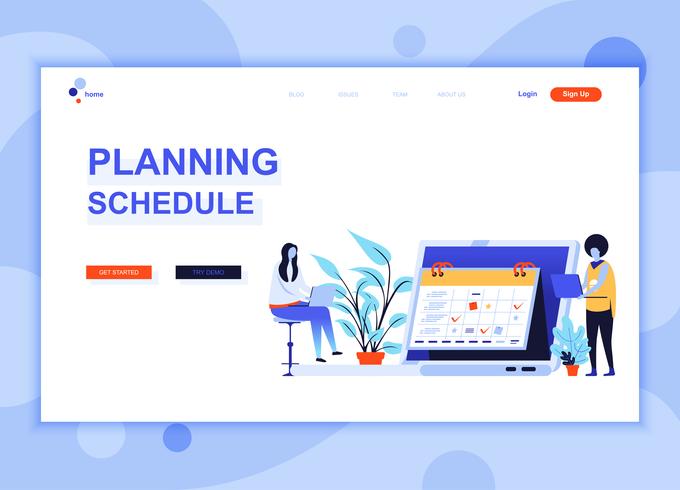 home
BLOG ISSUES TEAM ABOUT US Login Sign Up
PLANNING
SCHEDULE
GET STARTED TRY DEMO